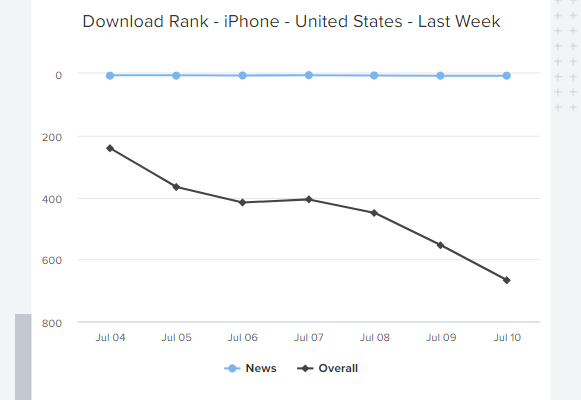 Download Rank - iPhone - United States - Last Week
0
200
400
600
800
Jul 04 Jul 05 Jul 06 Jul 07 Jul 08 Jul 09 Jul 10
News Overall